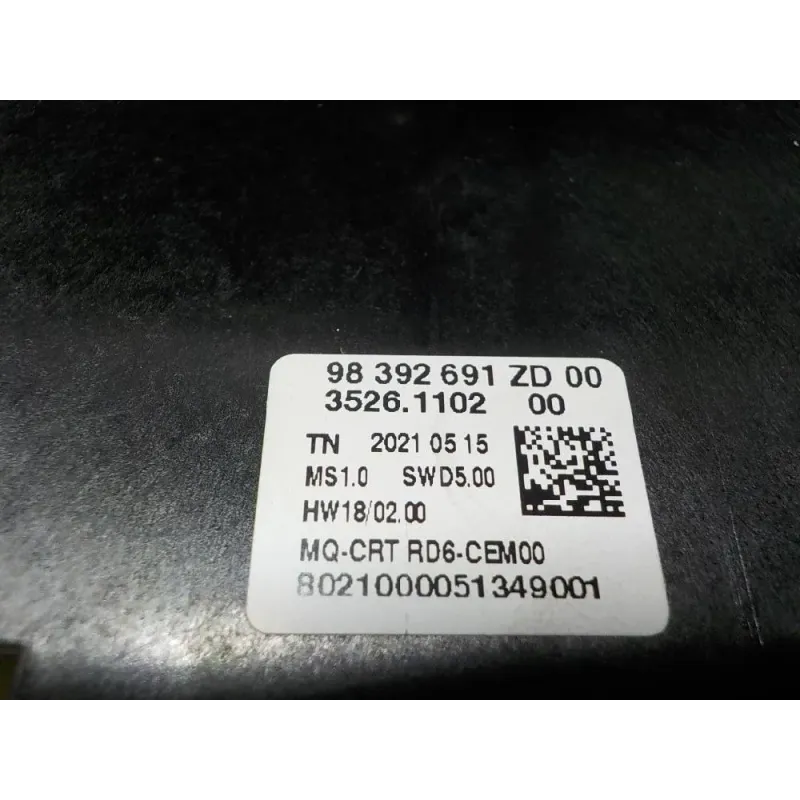 98 392 691 ZD 00
3526.1102 00
TN 2021 05 15
MS1.0 SWD5.00
HW18/02.00
MQ-CRT RD6-CEM00
8021000051349001